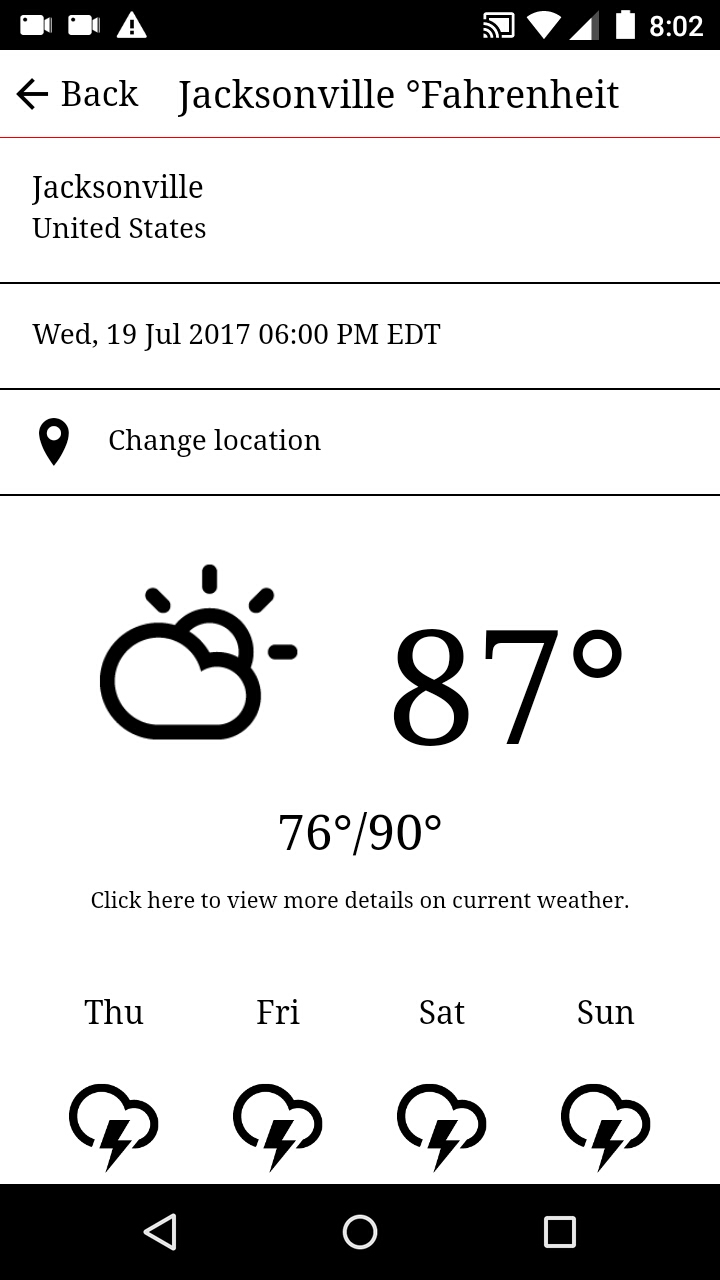 8:02
Back Jacksonville °Fahrenheit
Jacksonville
United States
Wed, 19 Jul 2017 06:00 PM EDT
Change location
87°
76°/90°
Click here to view more details on current weather.
Thu Fri Sat Sun